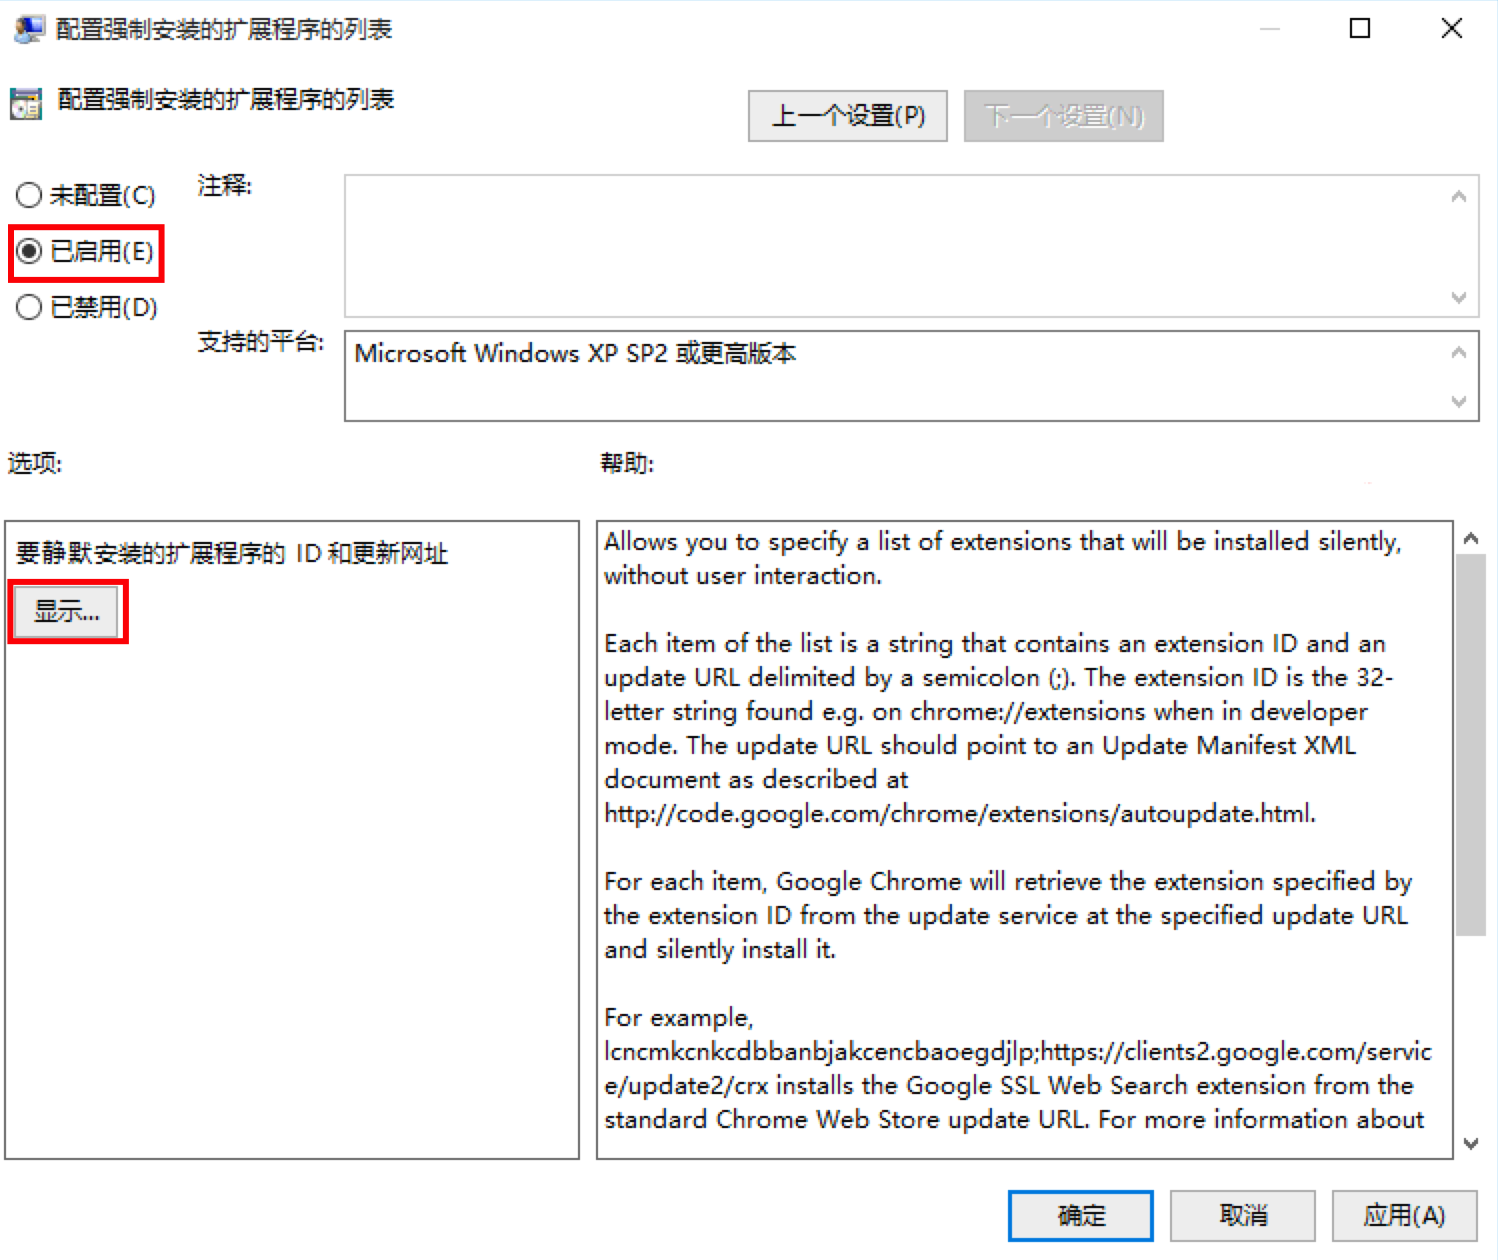 配置强制安装的扩展程序的列表
配置强制安装的扩展程序的列表
上一个设置(P)
下一个设置(N)
未配置(C)
已启用(E)
已禁用(D)
注释:
支持的平台:
Microsoft Windows XP SP2 或更高版本
选项:
帮助:
要静默安装的扩展程序的 ID 和更新网址
显示...
Allows you to specify a list of extensions that will be installed silently,
without user interaction.
Each item of the list is a string that contains an extension ID and an
update URL delimited by a semicolon (;). The extension ID is the 32-
letter string found e.g. on chrome://extensions when in developer
mode. The update URL should point to an Update Manifest XML
document as described at
http://code.google.com/chrome/extensions/autoupdate.html.
For each item, Google Chrome will retrieve the extension specified by
the extension ID from the update service at the specified update URL
and silently install it.
For example,
lcncmkcnkcdbbanbjakcencbaoegdjlp;https://clients2.google.com/servic
e/update2/crx installs the Google SSL Web Search extension from the
standard Chrome Web Store update URL. For more information about
确定
取消
应用(A)